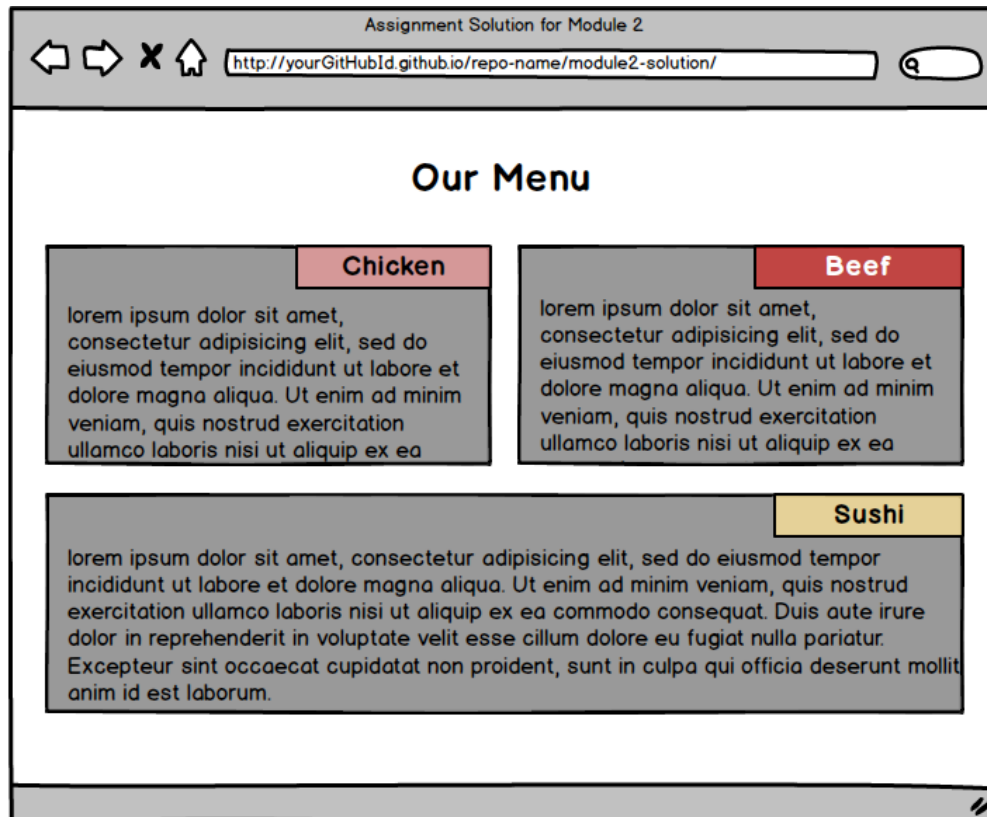 Assignment Solution for Module 2
http://yourGitHubId.github.io/repo-name/module2-solution/
Our Menu
Chicken
lorem ipsum dolor sit amet,
consectetur adipisicing elit, sed do
eiusmod tempor incididunt ut labore et
dolore magna aliqua. Ut enim ad minim
veniam, quis nostrud exercitation
ullamco laboris nisi ut aliquip ex ea
Beef
lorem ipsum dolor sit amet,
consectetur adipisicing elit, sed do
eiusmod tempor incididunt ut labore et
dolore magna aliqua. Ut enim ad minim
veniam, quis nostrud exercitation
ullamco laboris nisi ut aliquip ex ea
Sushi
lorem ipsum dolor sit amet, consectetur adipisicing elit, sed do eiusmod tempor
incididunt ut labore et dolore magna aliqua. Ut enim ad minim veniam, quis nostrud
exercitation ullamco laboris nisi ut aliquip ex ea commodo consequat. Duis aute irure
dolor in reprehenderit in voluptate velit esse cillum dolore eu fugiat nulla pariatur.
Excepteur sint occaecat cupidatat non proident, sunt in culpa qui officia deserunt mollit
anim id est laborum.